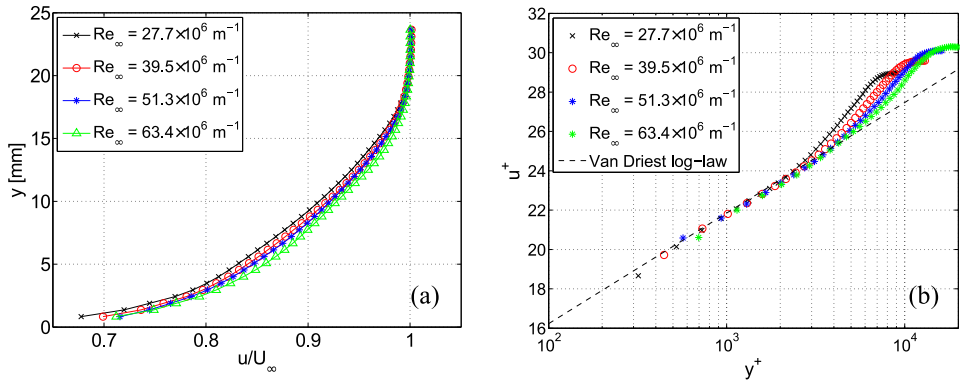 Re∞ = 27.7×10⁶ m⁻¹
Re∞ = 39.5×10⁶ m⁻¹
Re∞ = 51.3×10⁶ m⁻¹
Re∞ = 63.4×10⁶ m⁻¹
25
20
15
10
5
0
y [mm]
0.7 0.8 0.9 1
u/U∞
(a)
Re∞ = 27.7×10⁶ m⁻¹
Re∞ = 39.5×10⁶ m⁻¹
Re∞ = 51.3×10⁶ m⁻¹
Re∞ = 63.4×10⁶ m⁻¹
Van Driest log−law
32
30
28
26
24
22
20
18
16
u⁺
10² 10³ 10⁴
y⁺
(b)